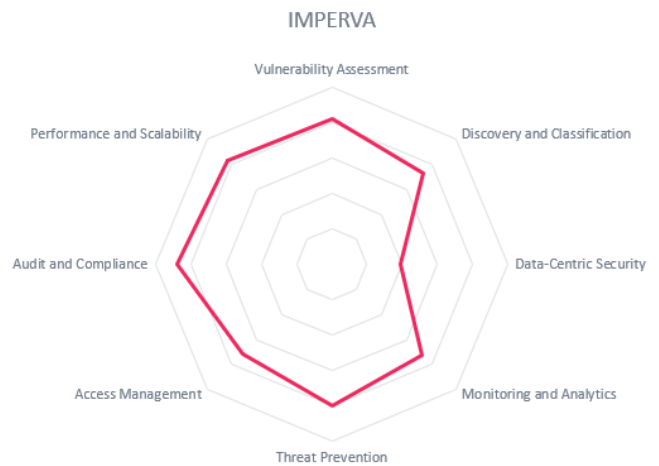 IMPERVA
Vulnerability Assessment
Performance and Scalability
Discovery and Classification
Audit and Compliance
Data-Centric Security
Access Management
Monitoring and Analytics
Threat Prevention